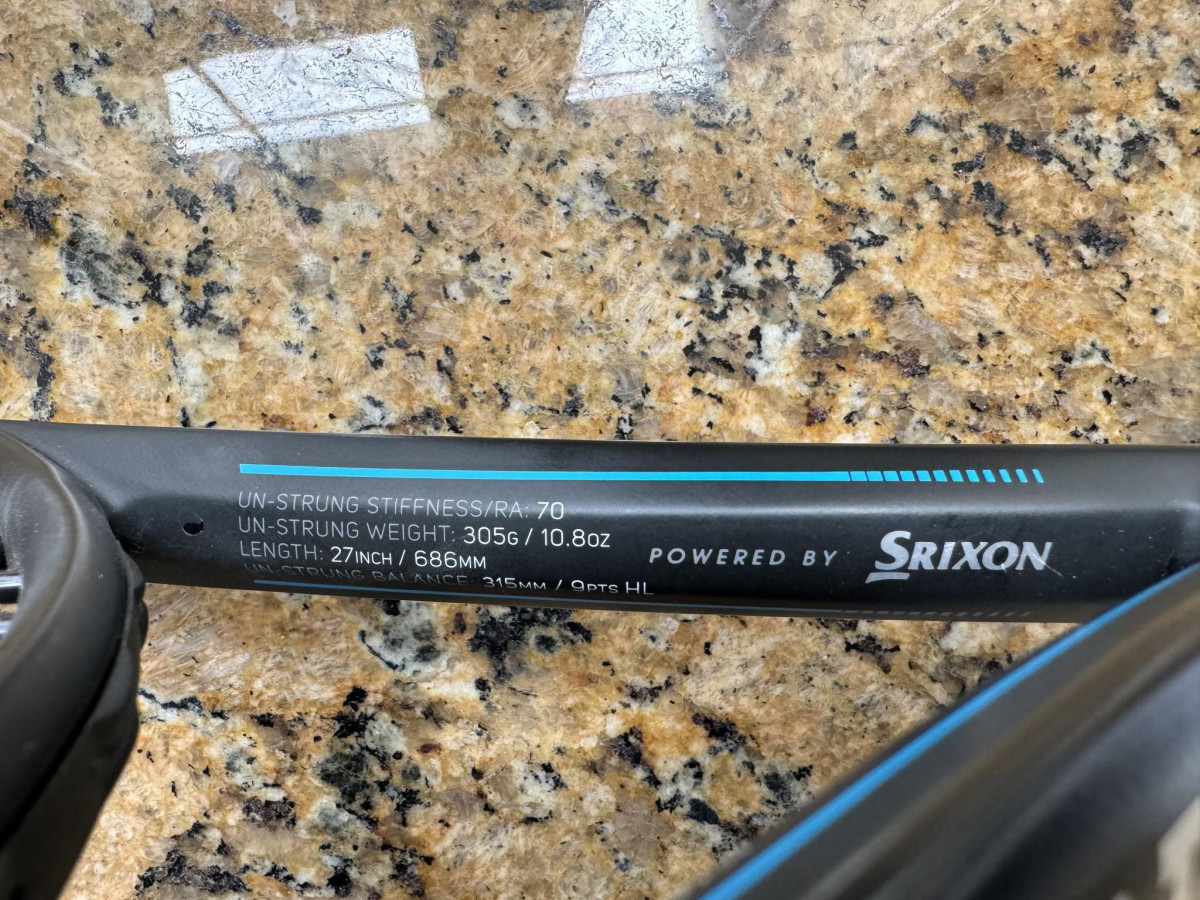 UN-STRUNG STIFFNESS/RA: 70
UN-STRUNG WEIGHT: 305G / 10.8OZ
LENGTH: 27INCH / 686MM
UN-STRUNG BALANCE: 315MM / 9PTS HL
POWERED BY SRIXON